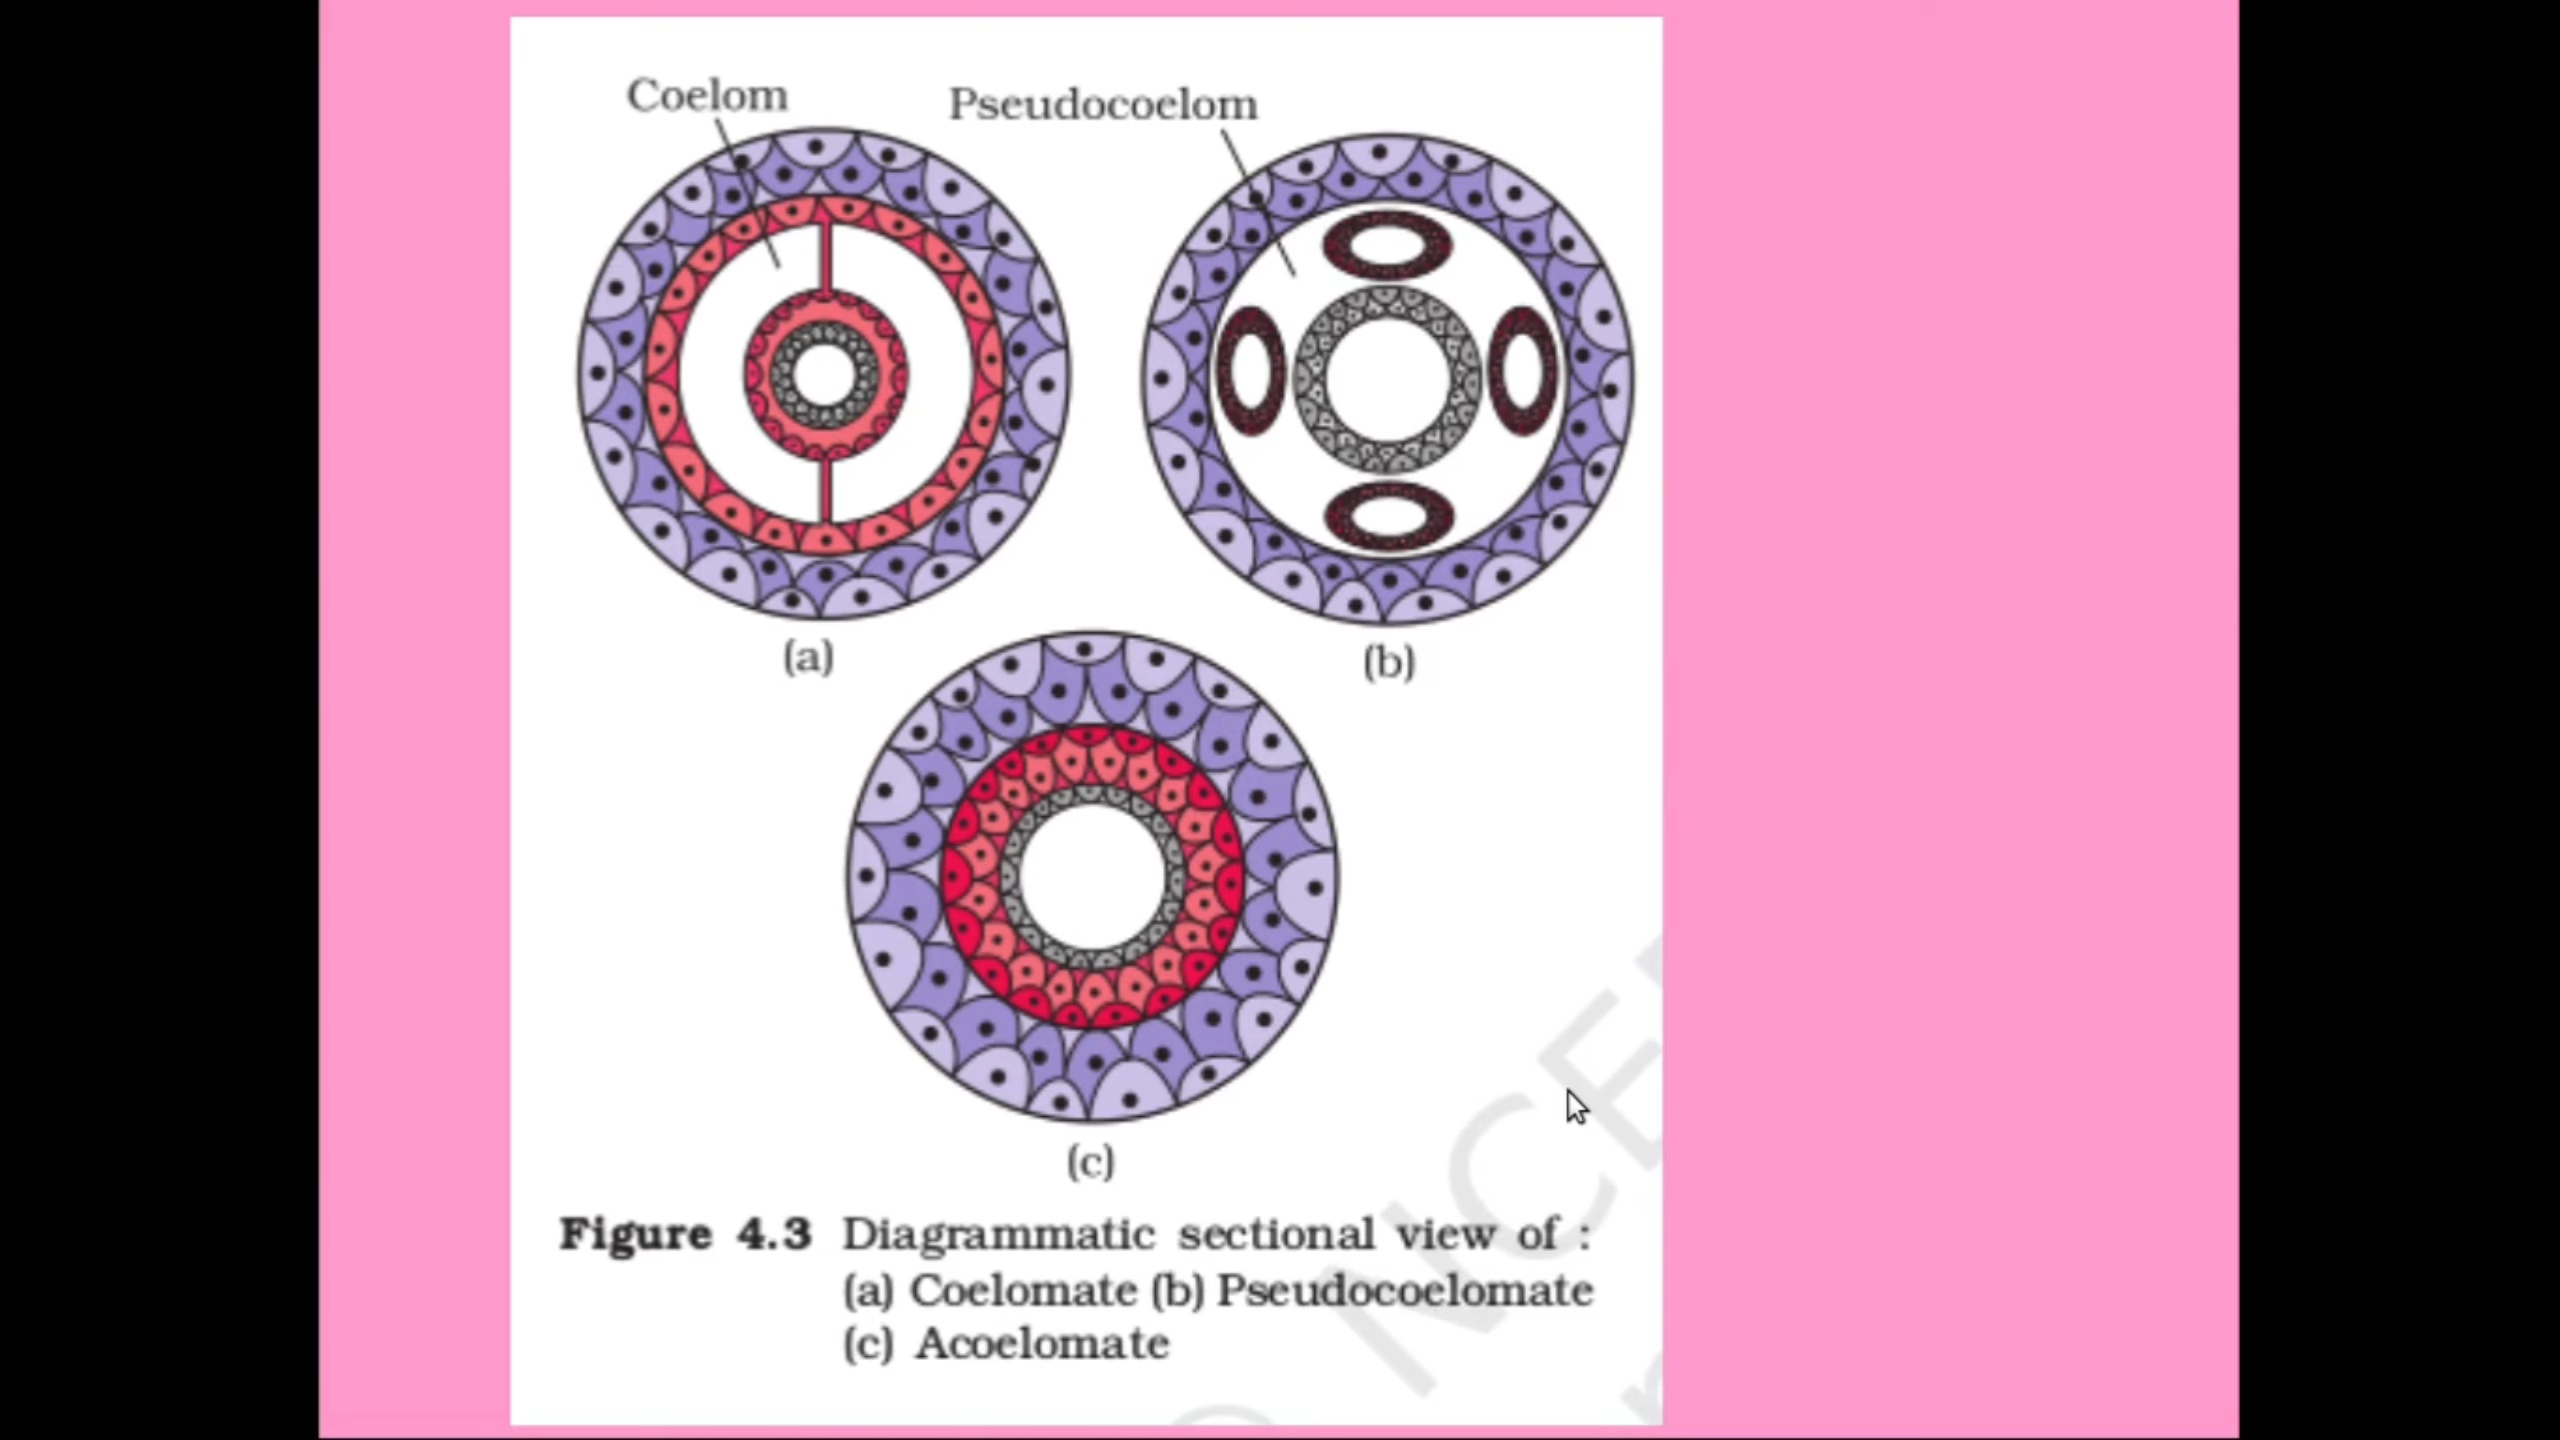 Coelom
Pseudocoelom
(a)
(b)
(c)
Figure 4.3 Diagrammatic sectional view of :
(a) Coelomate (b) Pseudocoelomate
(c) Acoelomate